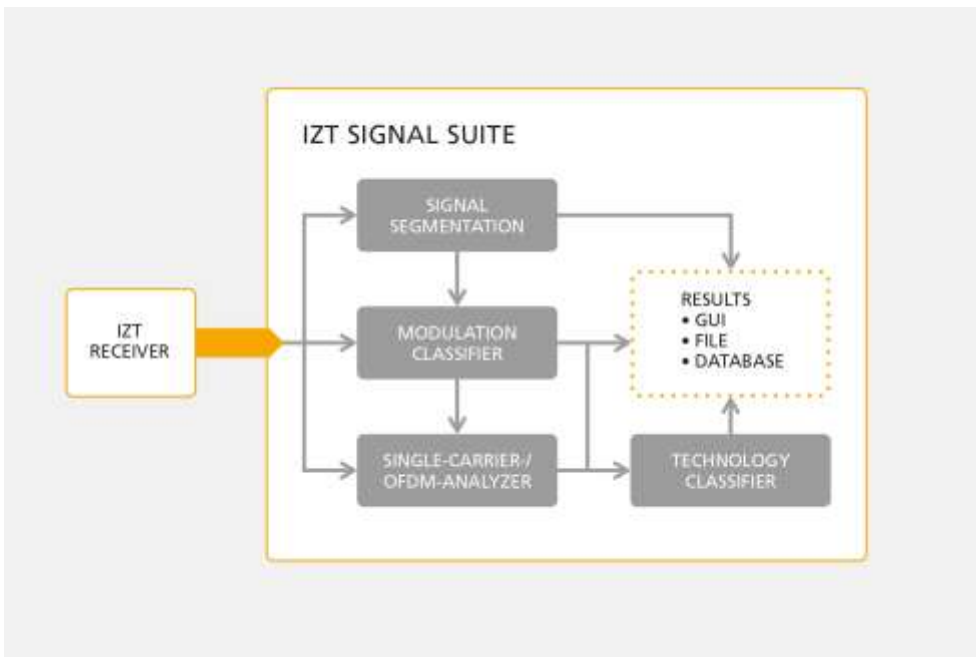 IZT SIGNAL SUITE
SIGNAL
SEGMENTATION
IZT
RECEIVER
MODULATION
CLASSIFIER
RESULTS
• GUI
• FILE
• DATABASE
SINGLE-CARRIER-/
OFDM-ANALYZER
TECHNOLOGY
CLASSIFIER